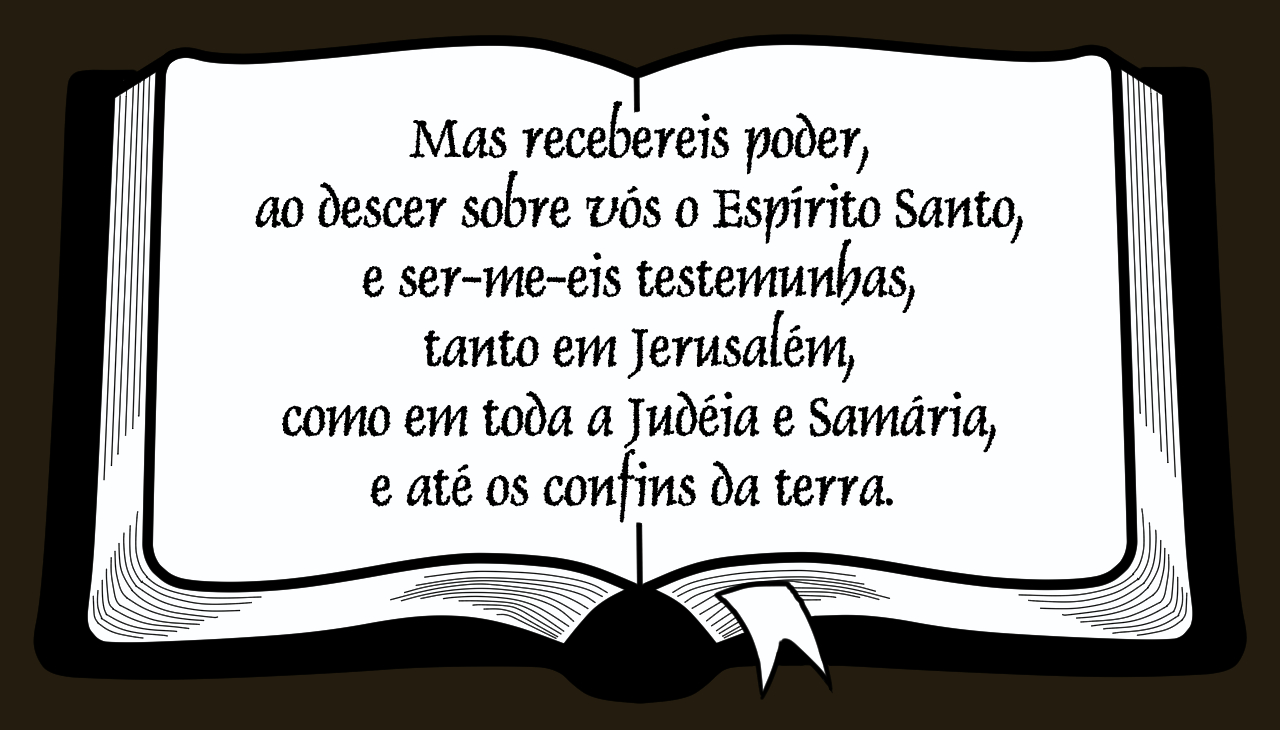 Mas recebereis poder,
ao descer sobre vós o Espírito Santo,
e ser-me-eis testemunhas,
tanto em Jerusalém,
como em toda a Judéia e Samária,
e até os confins da terra.